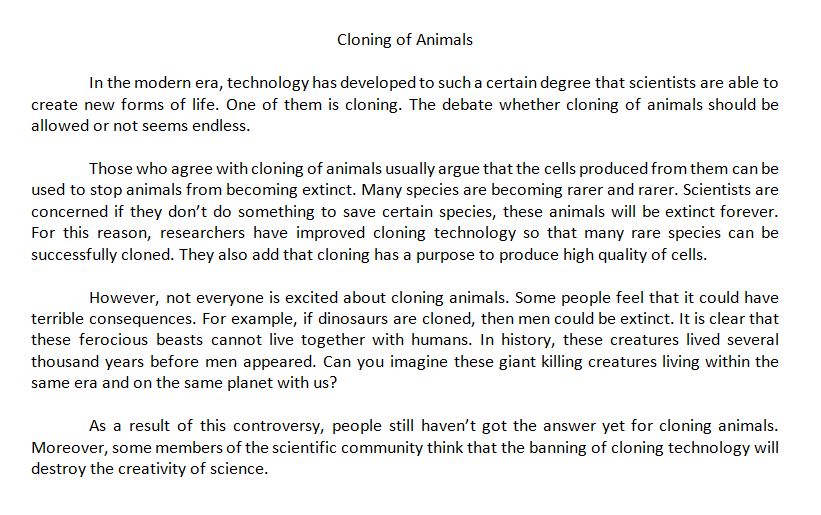 Cloning of Animals
In the modern era, technology has developed to such a certain degree that scientists are able to
create new forms of life. One of them is cloning. The debate whether cloning of animals should be
allowed or not seems endless.
Those who agree with cloning of animals usually argue that the cells produced from them can be
used to stop animals from becoming extinct. Many species are becoming rarer and rarer. Scientists are
concerned if they don’t do something to save certain species, these animals will be extinct forever.
For this reason, researchers have improved cloning technology so that many rare species can be
successfully cloned. They also add that cloning has a purpose to produce high quality of cells.
However, not everyone is excited about cloning animals. Some people feel that it could have
terrible consequences. For example, if dinosaurs are cloned, then men could be extinct. It is clear that
these ferocious beasts cannot live together with humans. In history, these creatures lived several
thousand years before men appeared. Can you imagine these giant killing creatures living within the
same era and on the same planet with us?
As a result of this controversy, people still haven’t got the answer yet for cloning animals.
Moreover, some members of the scientific community think that the banning of cloning technology will
destroy the creativity of science.